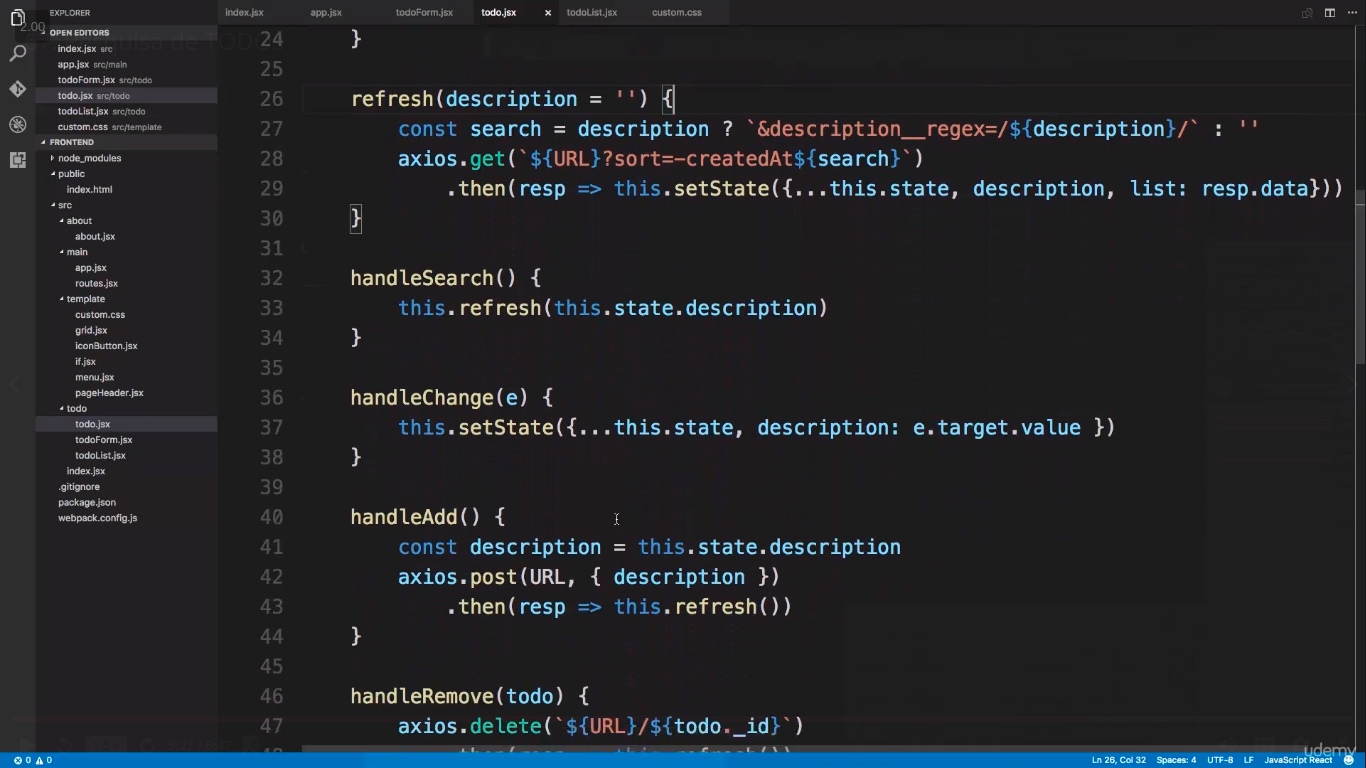 index.jsx app.jsx todoForm.jsx todo.jsx × todoList.jsx custom.css
EXPLORER
OPEN EDITORS
index.jsx src
app.jsx src/main
todoForm.jsx src/todo
todo.jsx src/todo
todoList.jsx src/todo
custom.css src/template
FRONTEND
node_modules
public
index.html
src
about
about.jsx
main
app.jsx
routes.jsx
template
custom.css
grid.jsx
iconButton.jsx
if.jsx
menu.jsx
pageHeader.jsx
todo
todo.jsx
todoForm.jsx
todoList.jsx
index.jsx
.gitignore
package.json
webpack.config.js
2.00
24 }
25
26 refresh(description = '') {
27 const search = description ? `&description__regex=/${description}/` : ''
28 axios.get(`${URL}?sort=-createdAt${search}`)
29 .then(resp => this.setState({...this.state, description, list: resp.data}))
30 }
31
32 handleSearch() {
33 this.refresh(this.state.description)
34 }
35
36 handleChange(e) {
37 this.setState({...this.state, description: e.target.value })
38 }
39
40 handleAdd() {
41 const description = this.state.description
42 axios.post(URL, { description })
43 .then(resp => this.refresh())
44 }
45
46 handleRemove(todo) {
47 axios.delete(`${URL}/${todo._id}`)
udemy
0 0 Ln 26, Col 32 Spaces: 4 UTF-8 LF JavaScript React